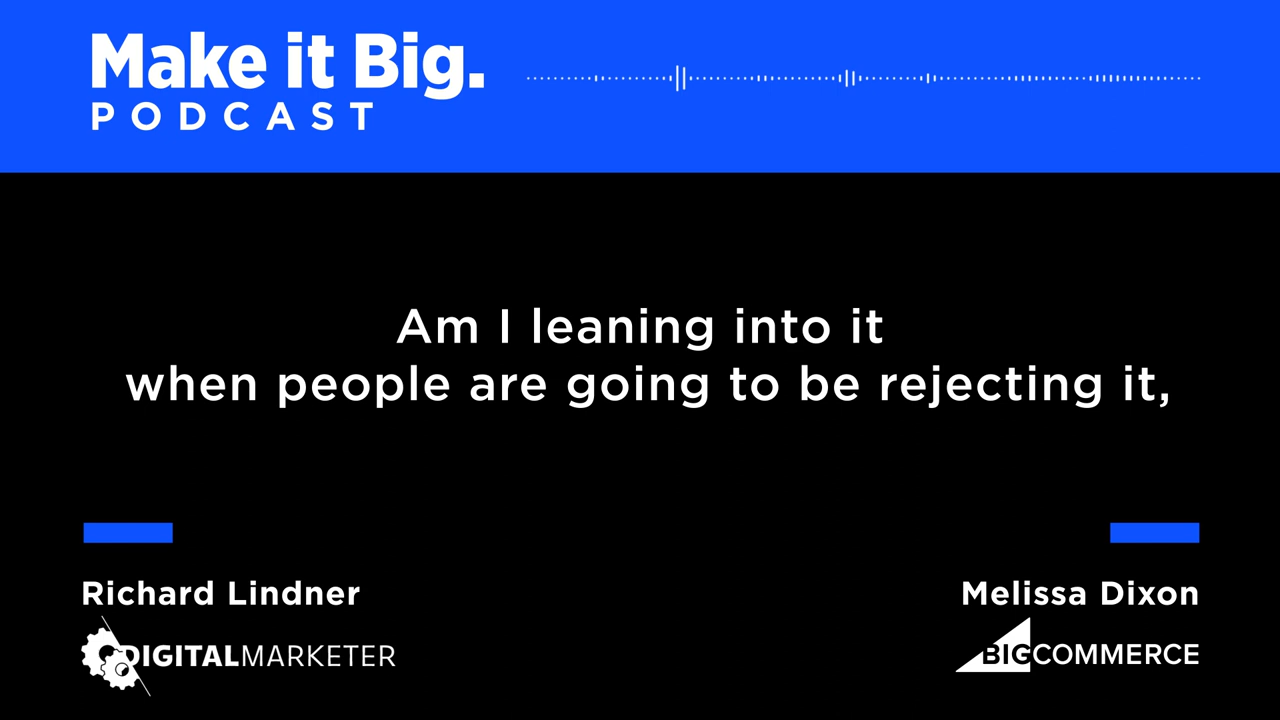 Make it Big.
PODCAST
Am I leaning into it
when people are going to be rejecting it,
Richard Lindner
Melissa Dixon
DIGITALMARKETER
BIGCOMMERCE